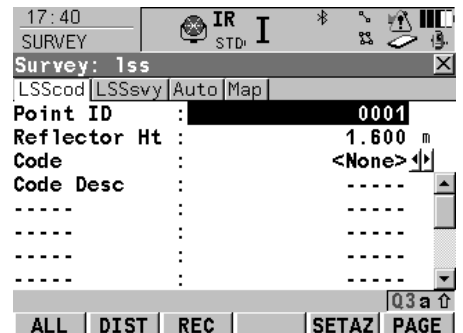 17:40
SURVEY
IR
STD
I
Survey: lss
LSScod LSSsvy Auto Map
Point ID : 0001
Reflector Ht : 1.600 m
Code : <None>
Code Desc : -----
----- : -----
----- : -----
----- : -----
----- : -----
Q3a
ALL DIST REC SETAZ PAGE